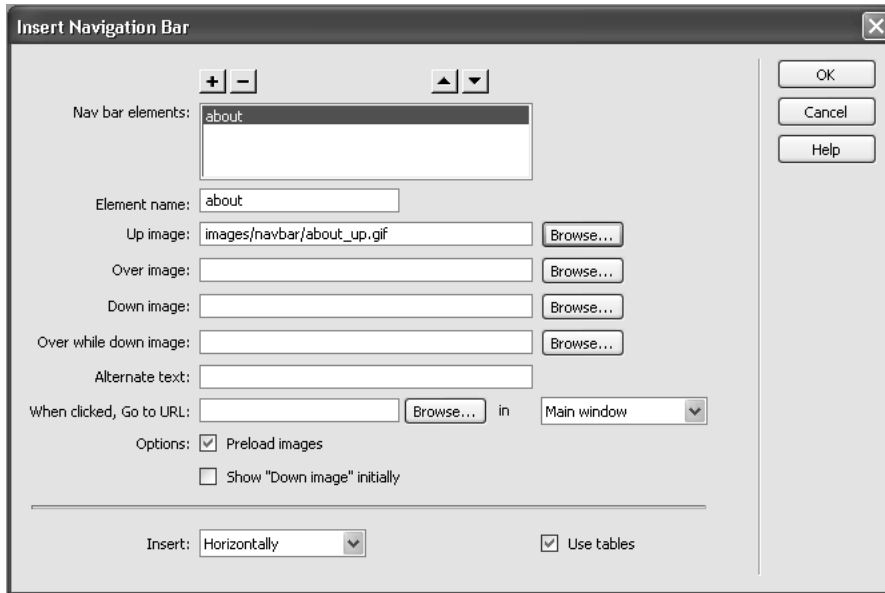 Insert Navigation Bar
OK
Cancel
Help
Nav bar elements: about
Element name: about
Up image: images/navbar/about_up.gif Browse...
Over image: Browse...
Down image: Browse...
Over while down image: Browse...
Alternate text:
When clicked, Go to URL: Browse... in Main window
Options: Preload images
Show "Down image" initially
Insert: Horizontally Use tables